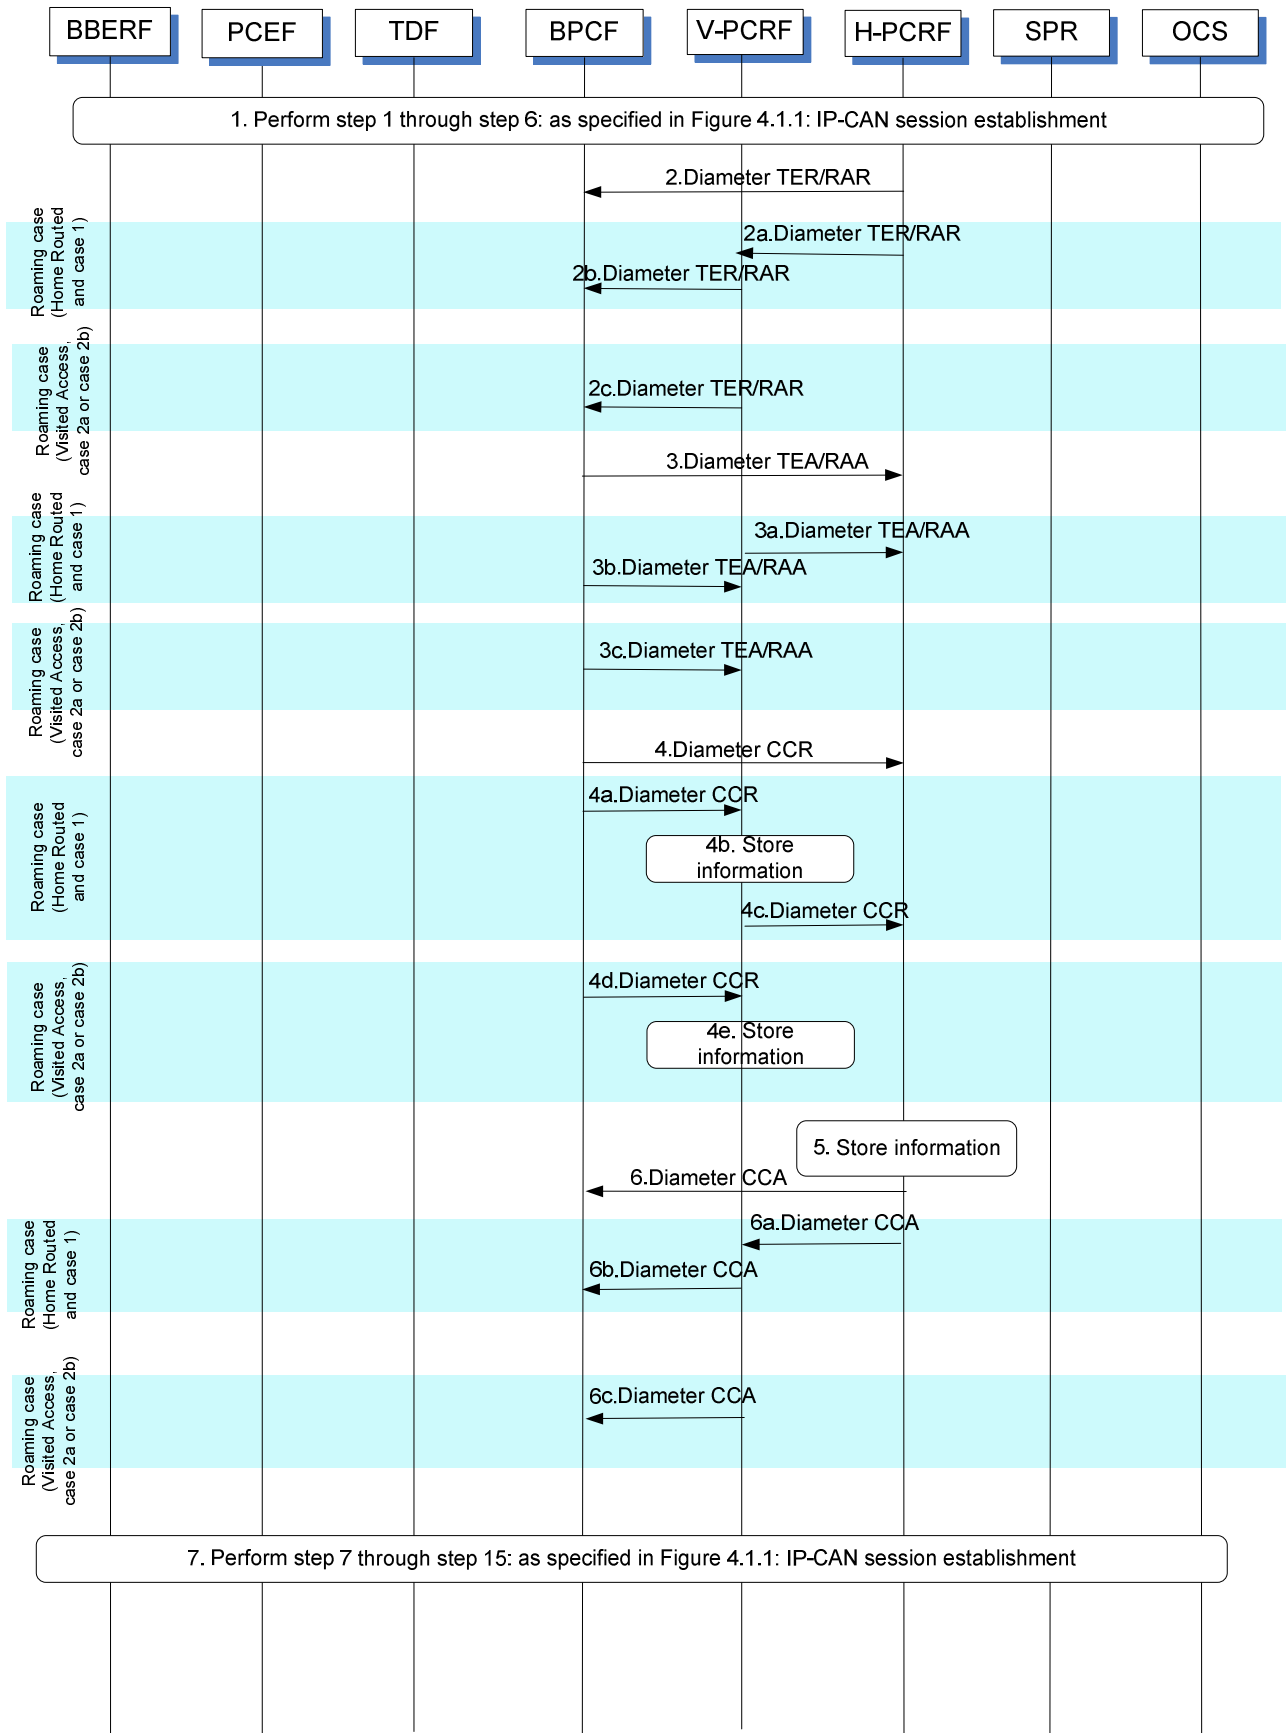 BBERF
PCEF
TDF
BPCF
V-PCRF
H-PCRF
SPR
OCS
1. Perform step 1 through step 6: as specified in Figure 4.1.1: IP-CAN session establishment
2.Diameter TER/RAR
Roaming case
(Home Routed
and case 1)
2a.Diameter TER/RAR
2b.Diameter TER/RAR
Roaming case
(Visited Access,
case 2a or case 2b)
2c.Diameter TER/RAR
3.Diameter TEA/RAA
Roaming case
(Home Routed
and case 1)
3a.Diameter TEA/RAA
3b.Diameter TEA/RAA
Roaming case
(Visited Access,
case 2a or case 2b)
3c.Diameter TEA/RAA
4.Diameter CCR
Roaming case
(Home Routed
and case 1)
4a.Diameter CCR
4b. Store
information
4c.Diameter CCR
Roaming case
(Visited Access,
case 2a or case 2b)
4d.Diameter CCR
4e. Store
information
5. Store information
6.Diameter CCA
Roaming case
(Home Routed
and case 1)
6a.Diameter CCA
6b.Diameter CCA
Roaming case
(Visited Access,
case 2a or case 2b)
6c.Diameter CCA
7. Perform step 7 through step 15: as specified in Figure 4.1.1: IP-CAN session establishment